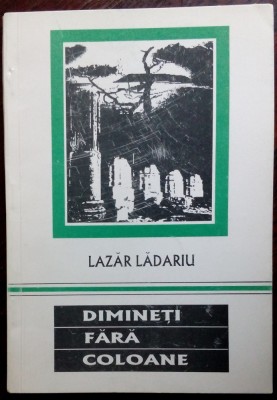 LAZĂR LĂDARIU
DIMINEȚI
FĂRĂ
COLOANE